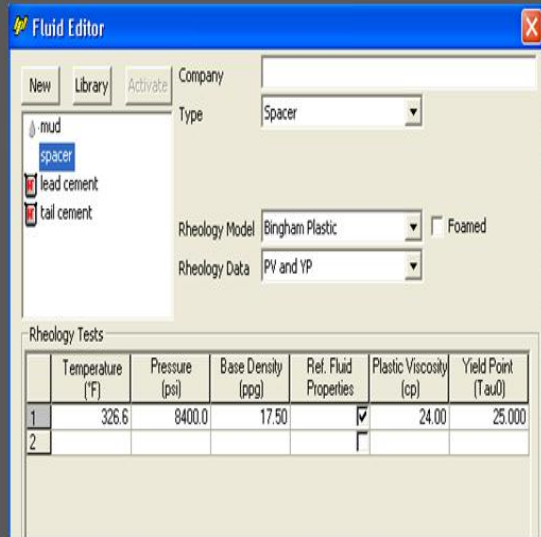 Fluid Editor
New Library Activate Company
Type Spacer
mud
spacer
lead cement
tail cement
Rheology Model Bingham Plastic Foamed
Rheology Data PV and YP
Rheology Tests
Temperature (°F) Pressure (psi) Base Density (ppg) Ref. Fluid Properties Plastic Viscosity (cp) Yield Point (Tau0)
1 326.6 8400.0 17.50 24.00 25.000
2